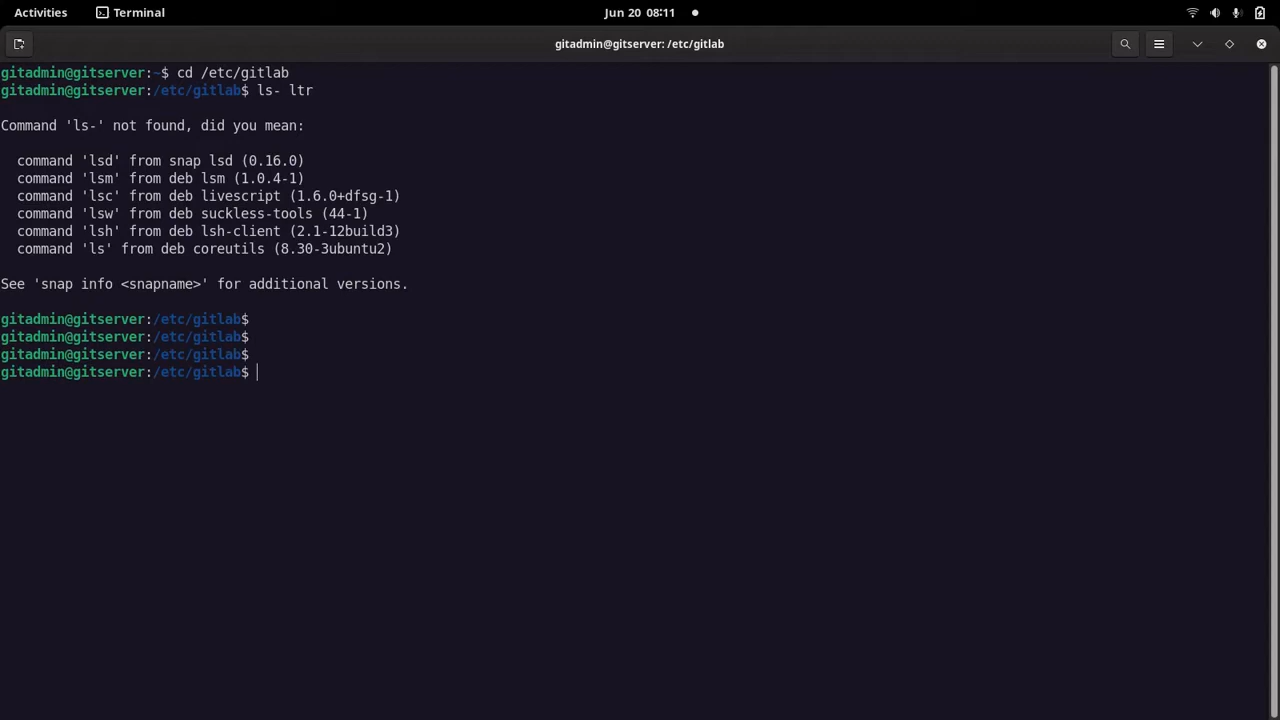 Activities Terminal Jun 20 08:11
gitadmin@gitserver: /etc/gitlab
gitadmin@gitserver:~$ cd /etc/gitlab
gitadmin@gitserver:/etc/gitlab$ ls- ltr
Command 'ls-' not found, did you mean:
command 'lsd' from snap lsd (0.16.0)
command 'lsm' from deb lsm (1.0.4-1)
command 'lsc' from deb livescript (1.6.0+dfsg-1)
command 'lsw' from deb suckless-tools (44-1)
command 'lsh' from deb lsh-client (2.1-12build3)
command 'ls' from deb coreutils (8.30-3ubuntu2)
See 'snap info <snapname>' for additional versions.
gitadmin@gitserver:/etc/gitlab$
gitadmin@gitserver:/etc/gitlab$
gitadmin@gitserver:/etc/gitlab$
gitadmin@gitserver:/etc/gitlab$